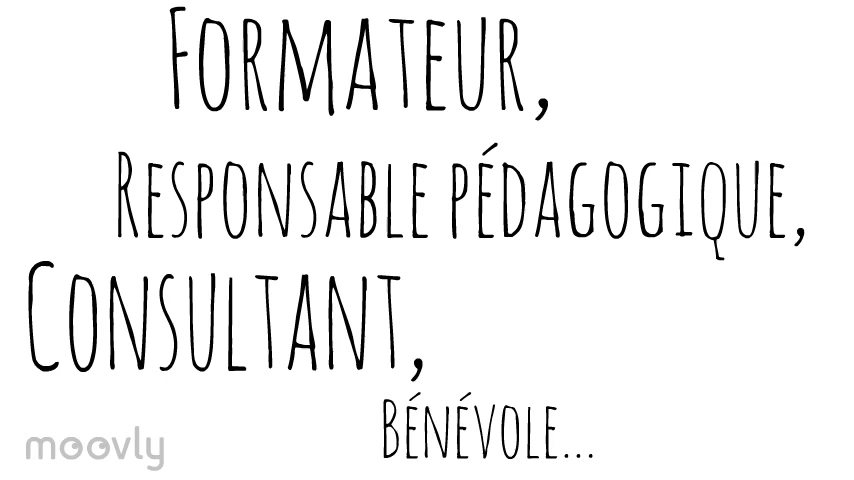 Formateur,
Responsable pédagogique,
Consultant,
Bénévole...
moovly